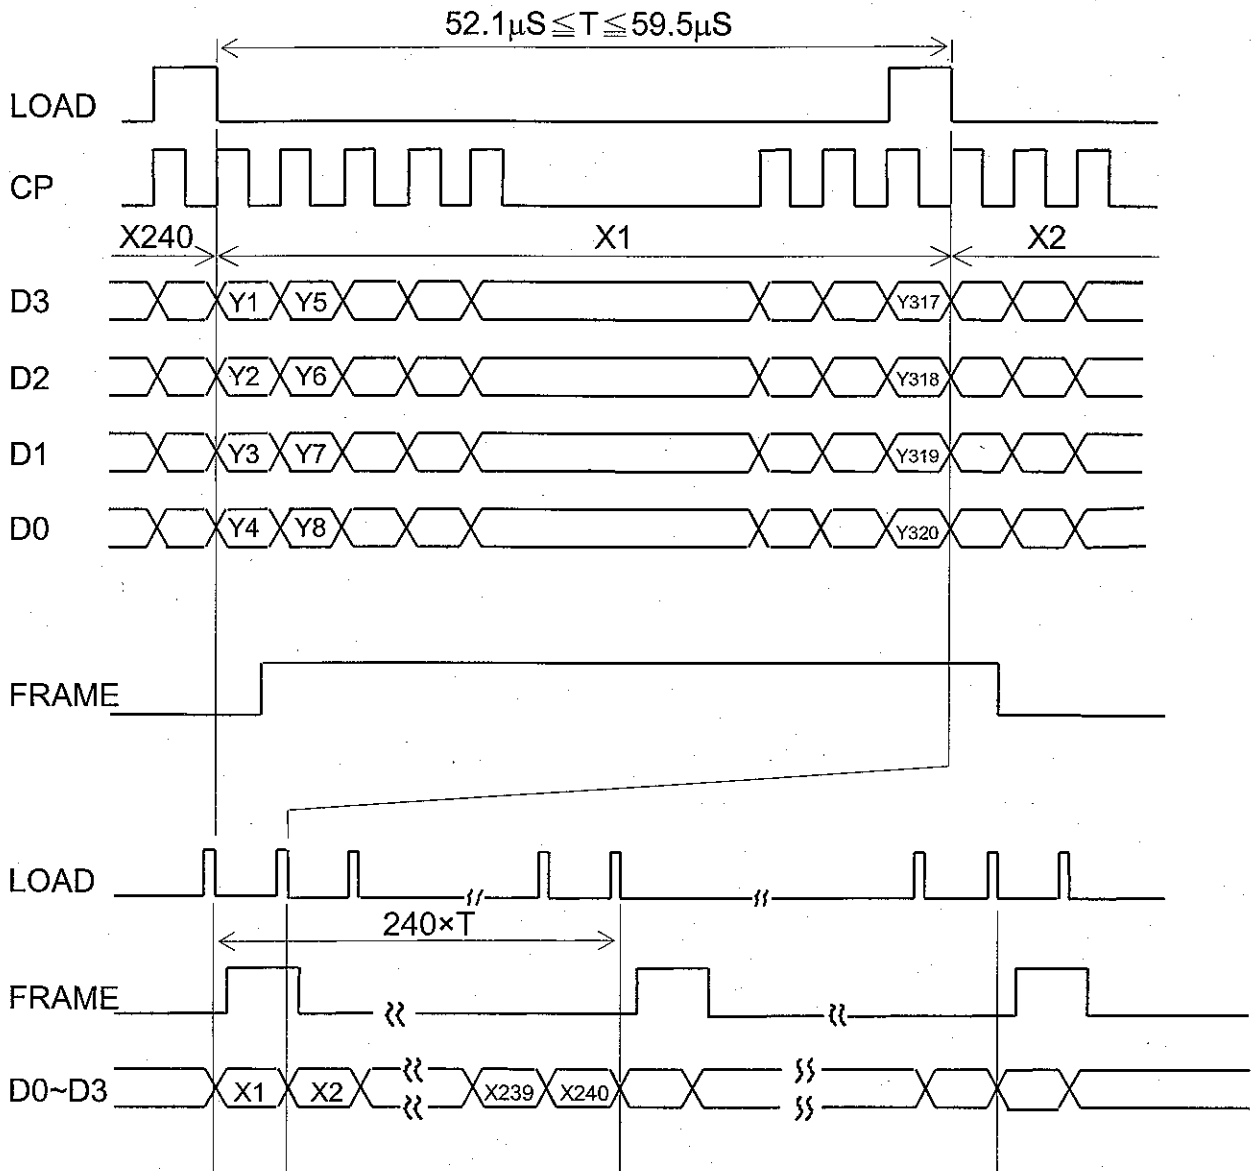 52.1μS≦T≦59.5μS
LOAD
CP
X240 X1 X2
D3 Y1 Y5 Y317
D2 Y2 Y6 Y318
D1 Y3 Y7 Y319
D0 Y4 Y8 Y320
FRAME
LOAD
240×T
FRAME
D0~D3 X1 X2 X239 X240